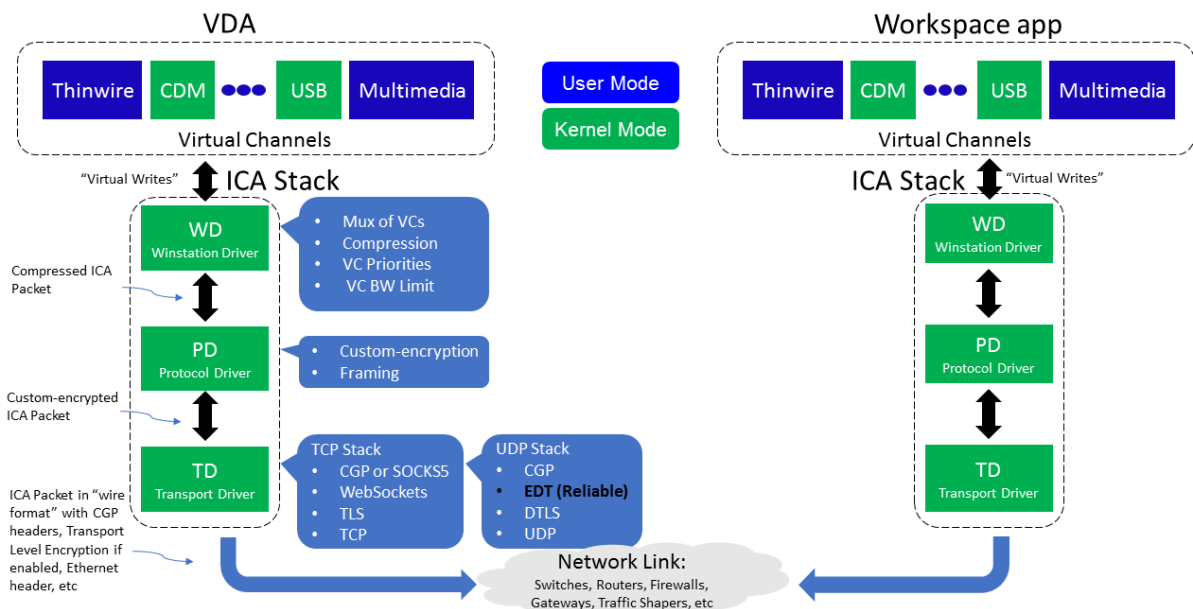 VDA
Thinwire
CDM
USB
Multimedia
Virtual Channels
User Mode
Kernel Mode
Workspace app
Thinwire
CDM
USB
Multimedia
Virtual Channels
“Virtual Writes”
ICA Stack
WD
Winstation Driver
• Mux of VCs
• Compression
• VC Priorities
• VC BW Limit
Compressed ICA
Packet
PD
Protocol Driver
• Custom-encryption
• Framing
Custom-encrypted
ICA Packet
TD
Transport Driver
TCP Stack
• CGP or SOCKS5
• WebSockets
• TLS
• TCP
UDP Stack
• CGP
• EDT (Reliable)
• DTLS
• UDP
ICA Packet in “wire
format” with CGP
headers, Transport
Level Encryption if
enabled, Ethernet
header, etc
Network Link:
Switches, Routers, Firewalls,
Gateways, Traffic Shapers, etc
ICA Stack
“Virtual Writes”
WD
Winstation Driver
PD
Protocol Driver
TD
Transport Driver